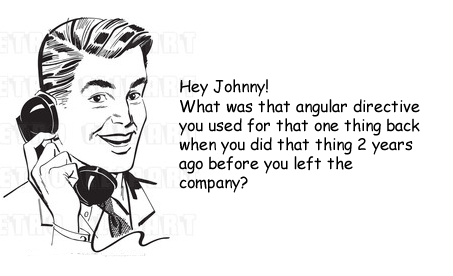 Hey Johnny!
What was that angular directive
you used for that one thing back
when you did that thing 2 years
ago before you left the
company?